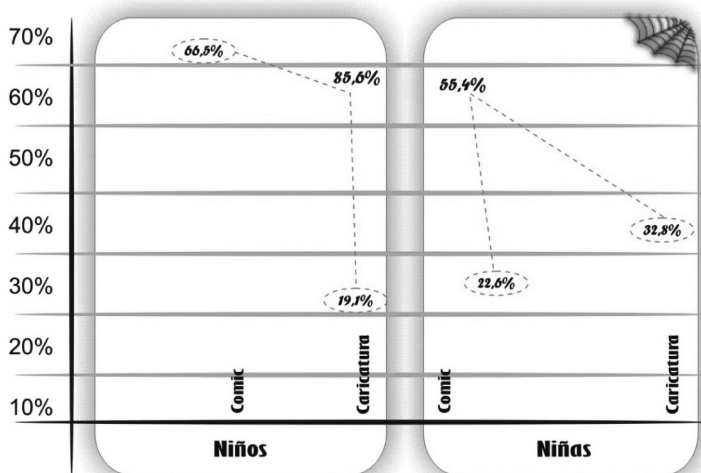 70%
66,5%
85,6%
55,4%
60%
50%
40%
32,8%
30%
19,1%
22,6%
20%
Comic
Caricatura
Comic
Caricatura
10%
Niños
Niñas